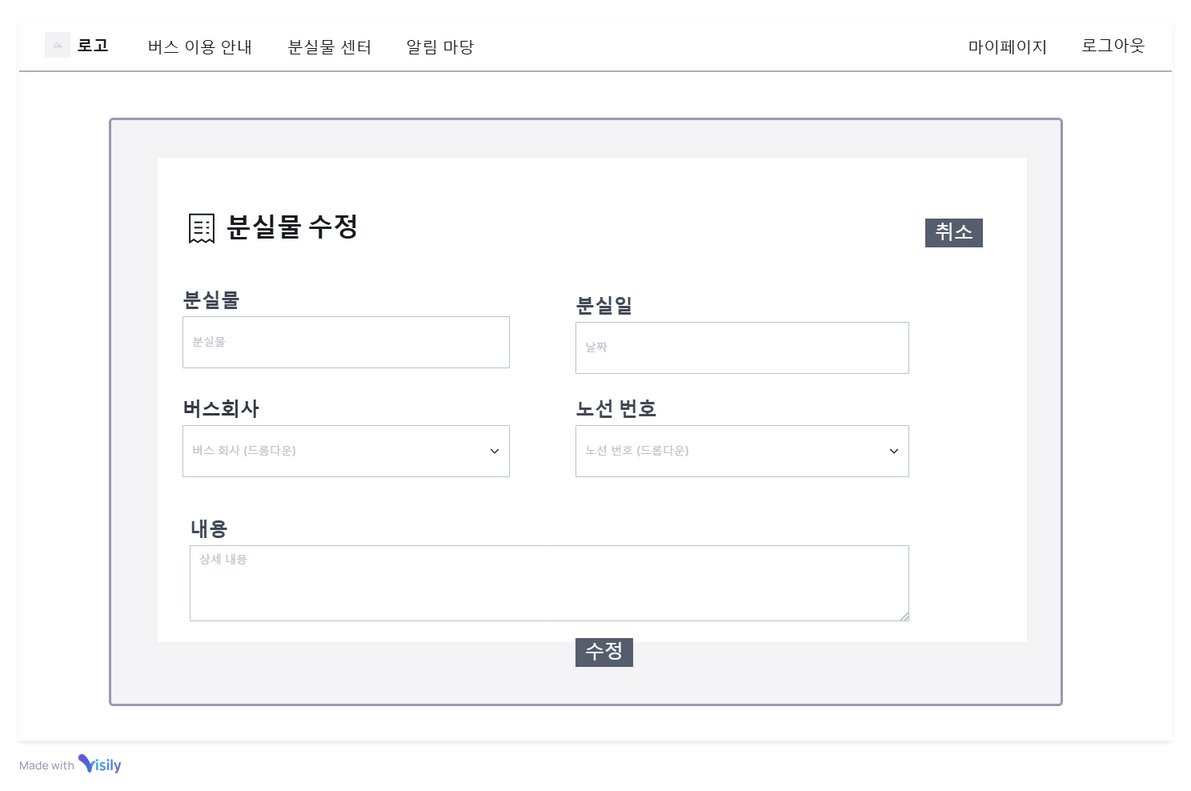 로고 버스 이용 안내 분실물 센터 알림 마당 마이페이지 로그아웃
분실물 수정
취소
분실물 분실일
분실물 날짜
버스회사 노선 번호
버스 회사 (드롭다운) 노선 번호 (드롭다운)
내용
상세 내용
수정
Made with Visily